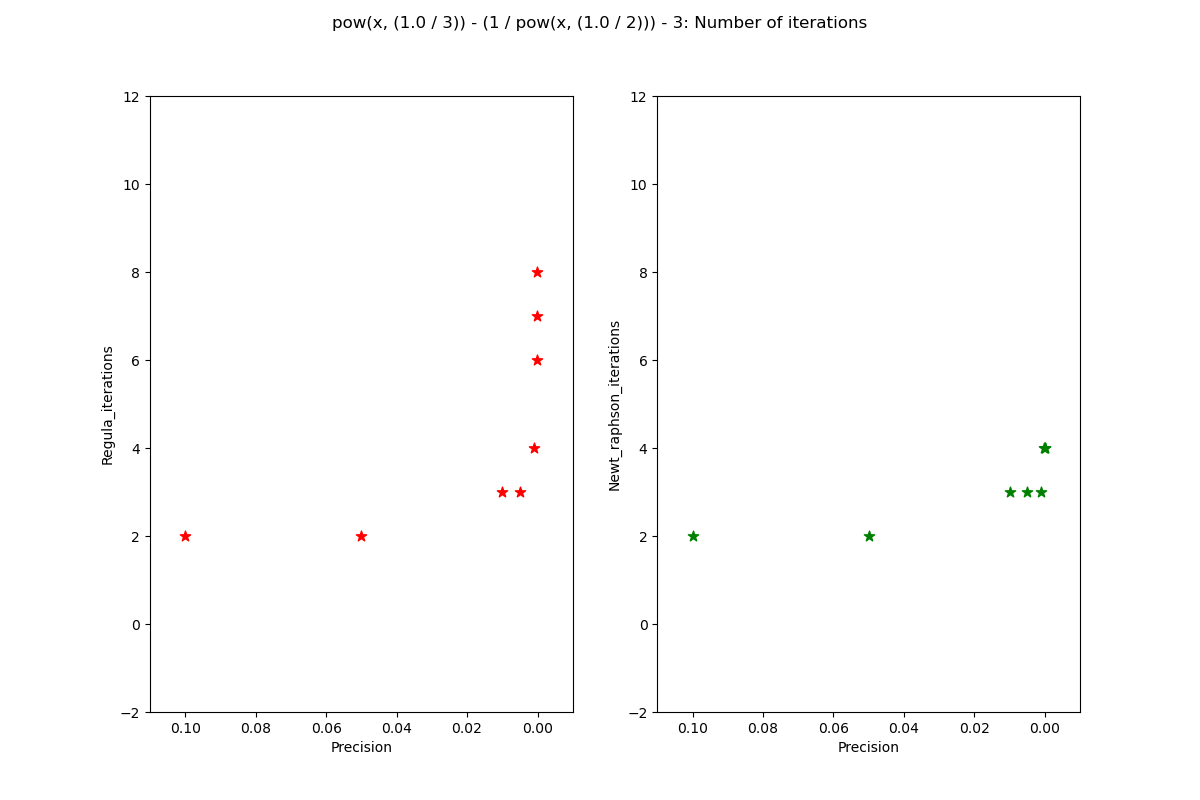 pow(x, (1.0 / 3)) - (1 / pow(x, (1.0 / 2))) - 3: Number of iterations
12
10
8
6
4
2
0
−2
Regula_iterations
0.10 0.08 0.06 0.04 0.02 0.00
Precision
12
10
8
6
4
2
0
−2
Newt_raphson_iterations
0.10 0.08 0.06 0.04 0.02 0.00
Precision